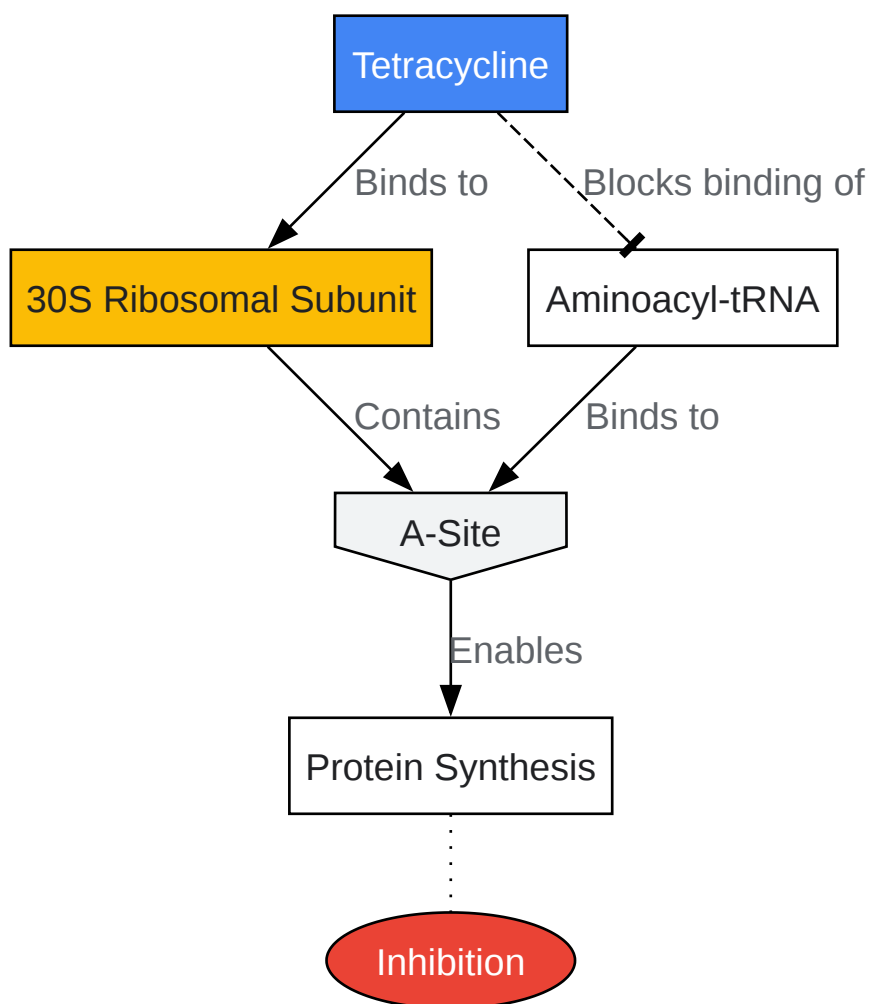 Tetracycline
Binds to
Blocks binding of
30S Ribosomal Subunit
Aminoacyl-tRNA
Contains
Binds to
A-Site
Enables
Protein Synthesis
Inhibition